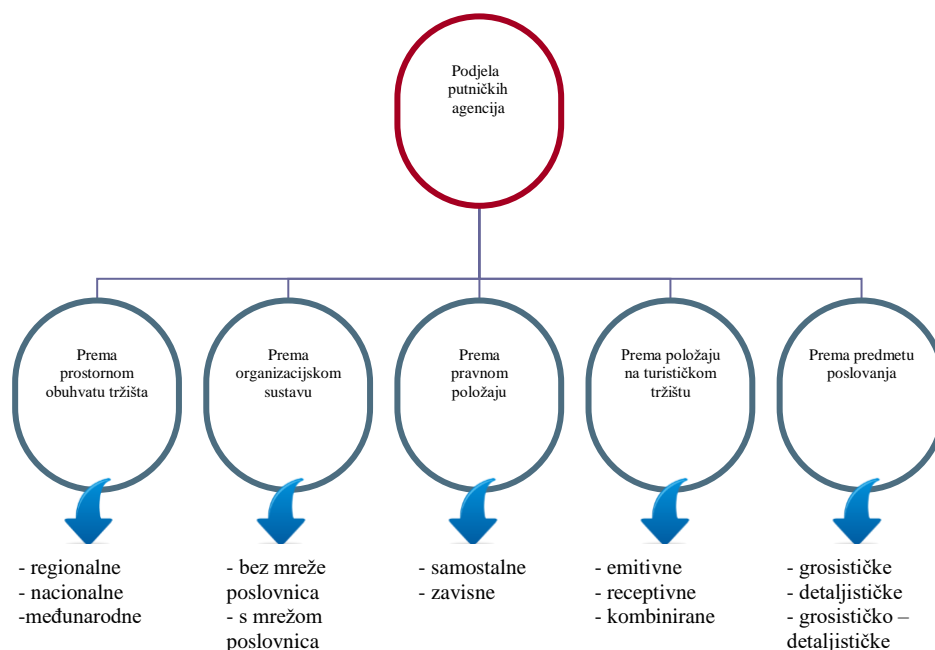 Podjela
putničkih
agencija
Prema
prostornom
obuhvatu tržišta
Prema
organizacijskom
sustavu
Prema
pravnom
položaju
Prema položaju
na turističkom
tržištu
Prema predmetu
poslovanja
- regionalne
- nacionalne
-međunarodne
- bez mreže
poslovnica
- s mrežom
poslovnica
- samostalne
- zavisne
- emitivne
- receptivne
- kombinirane
- grosističke
- detaljističke
- grosističko –
detaljističke